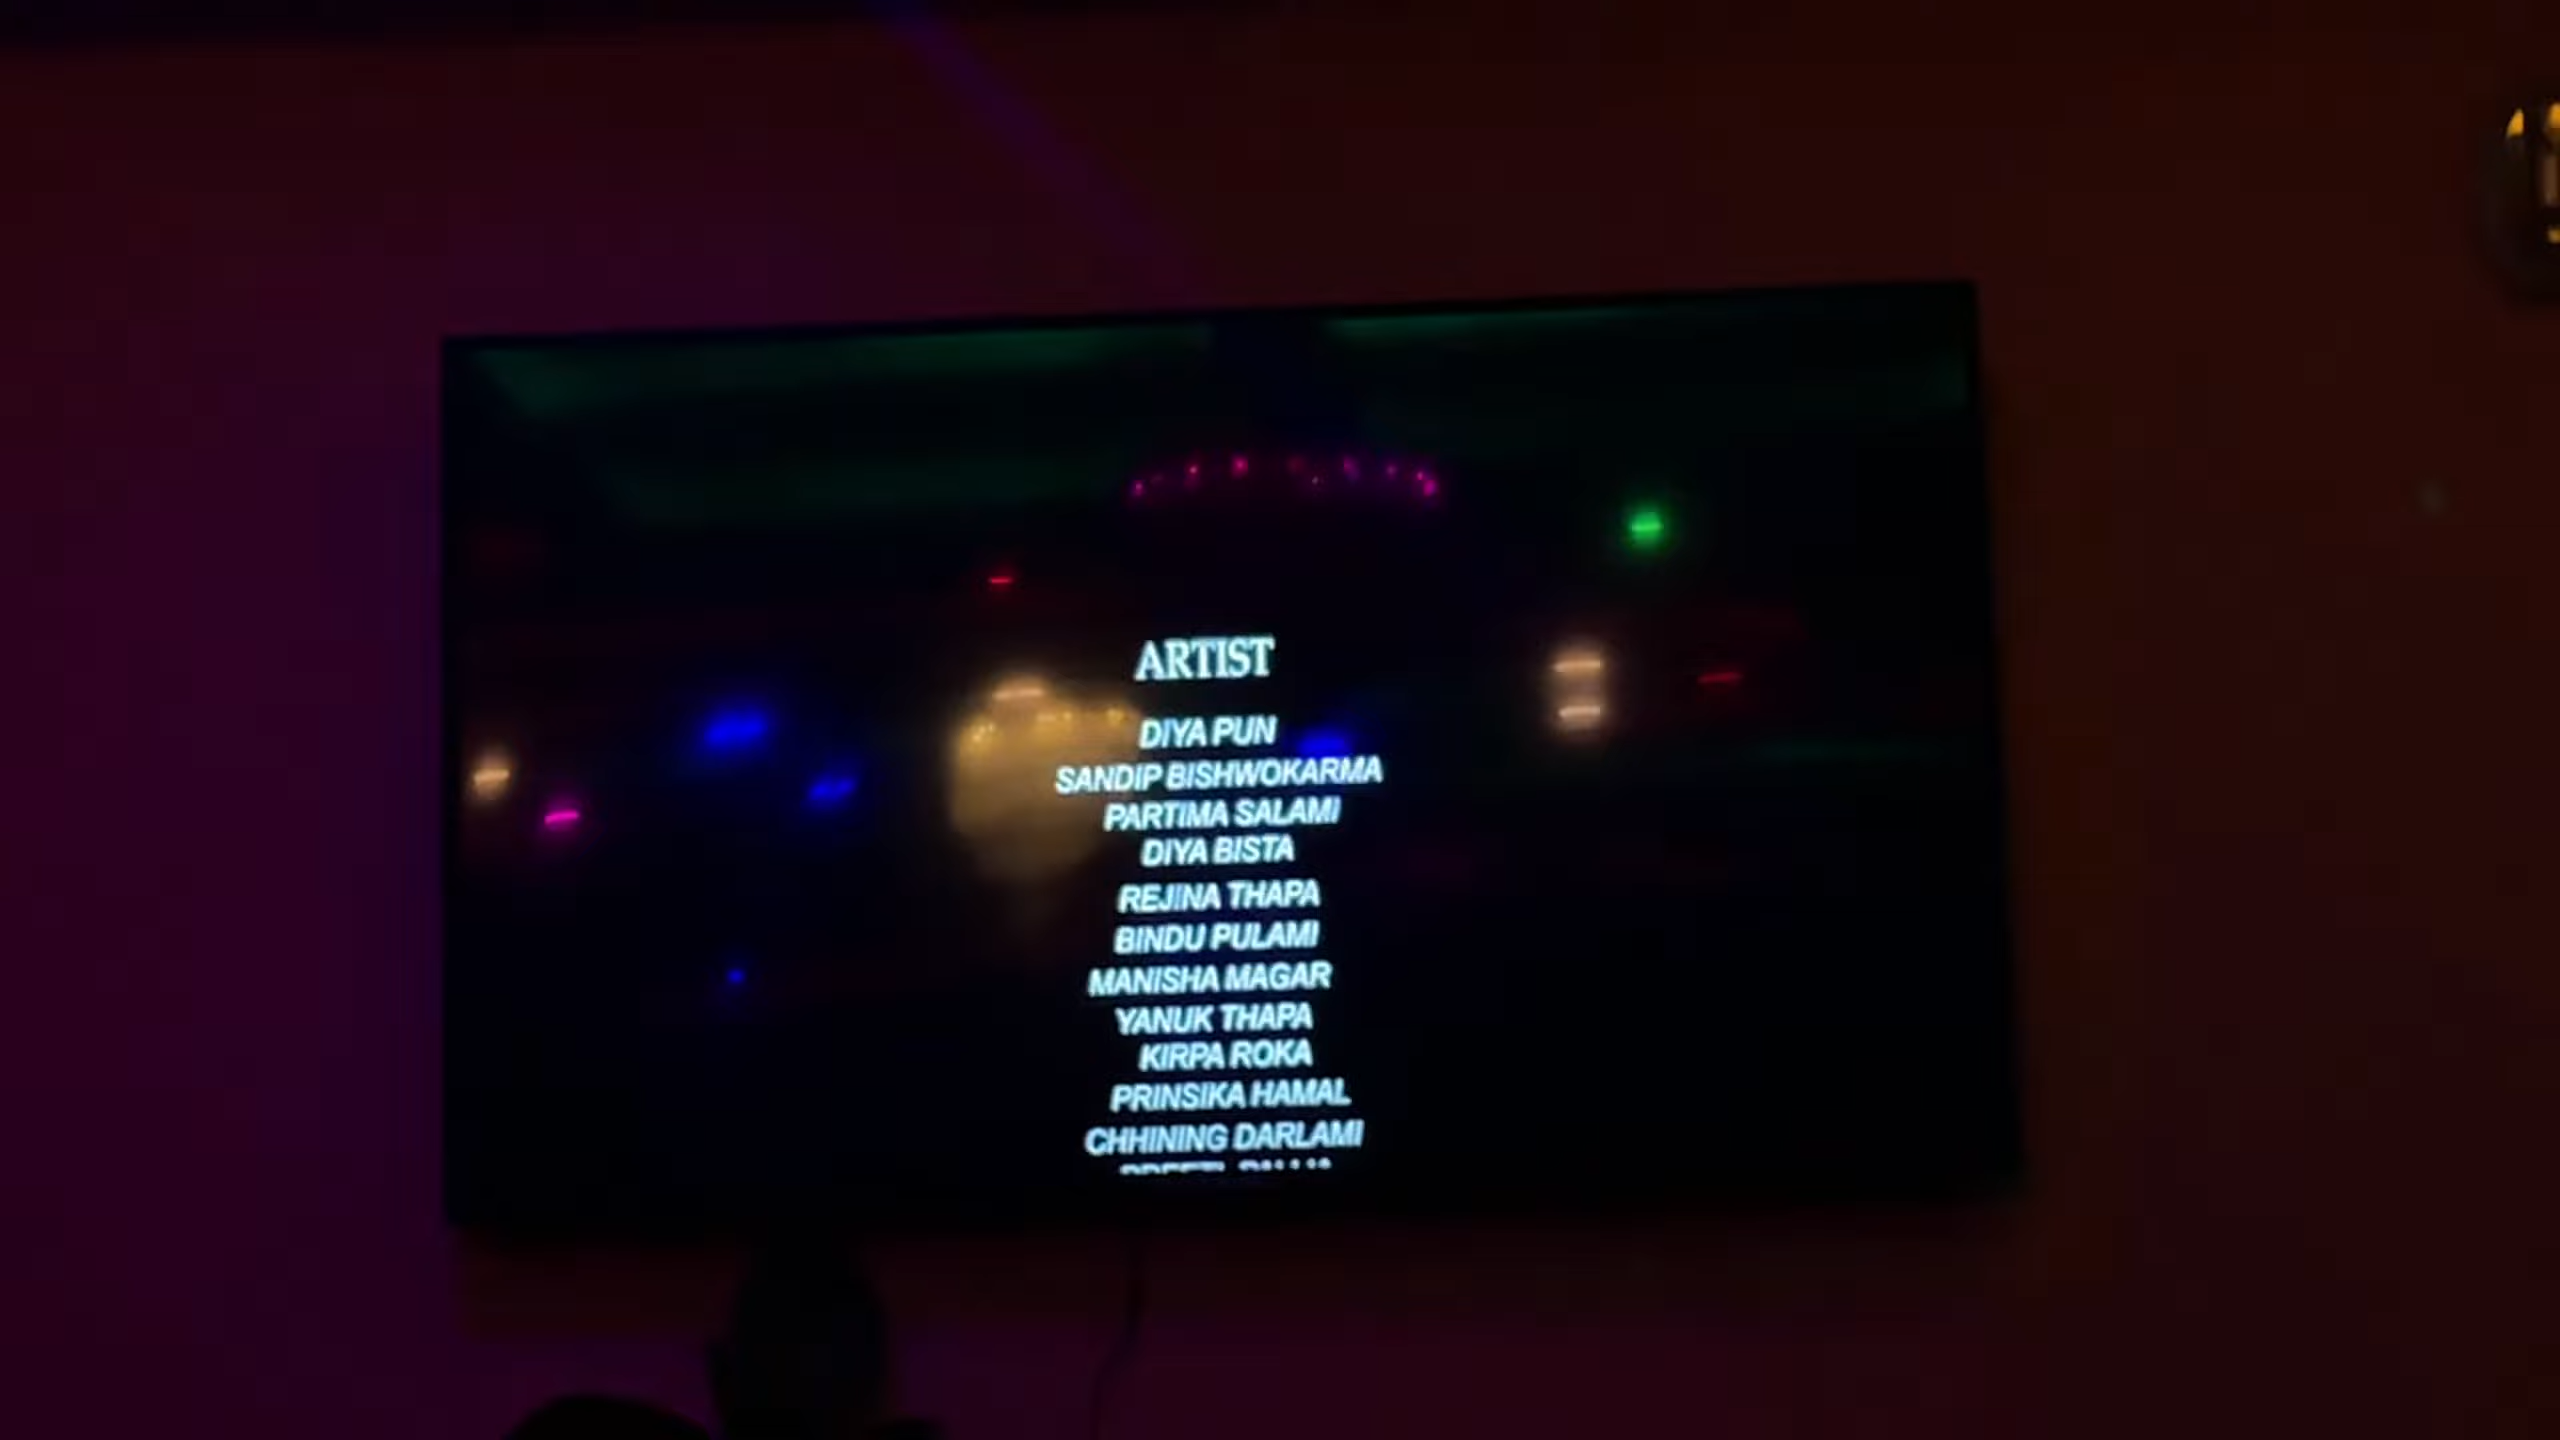 ARTIST
DIYA PUN
SANDIP BISHWOKARMA
PARTIMA SALAMI
DIYA BISTA
REJINA THAPA
BINDU PULAMI
MANISHA MAGAR
YANUK THAPA
KIRPA ROKA
PRINSIKA HAMAL
CHHINING DARLAMI